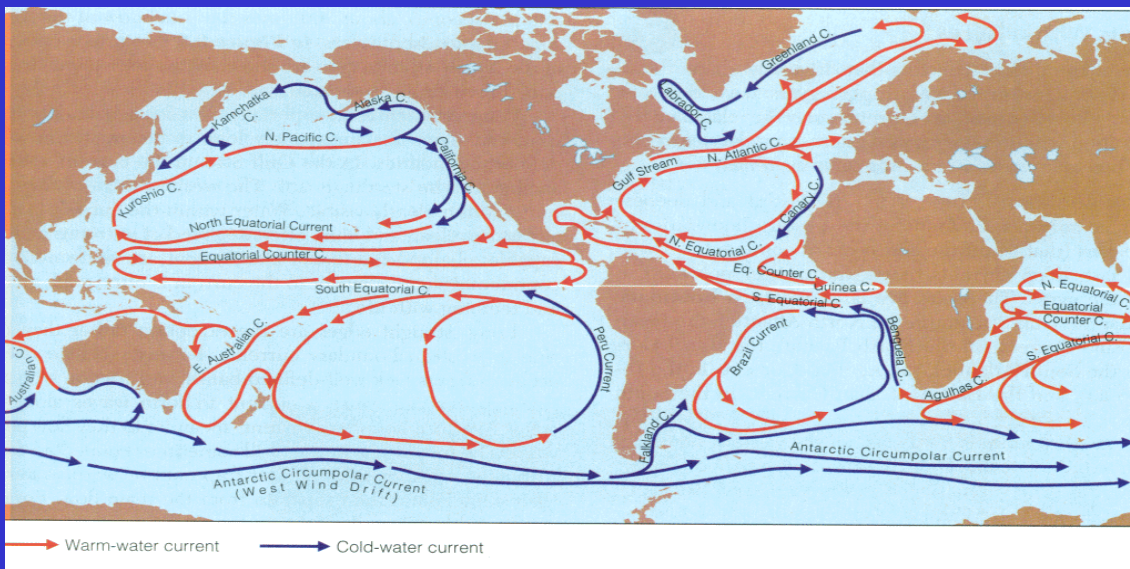 Greenland C.
Labrador C.
Kamchatka
C.
Alaska C.
N. Pacific C.
California C.
Kuroshio C.
North Equatorial Current
Equatorial Counter C.
South Equatorial C.
Gulf Stream
N. Atlantic C.
Canary C.
N. Equatorial C.
Eq. Counter C.
Guinea C.
S. Equatorial C.
N. Equatorial C.
Equatorial
Counter C.
S. Equatorial C.
E. Australian C.
Australian C.
Peru Current
Brazil Current
Benguela C.
Agulhas C.
Falkland C.
Antarctic Circumpolar Current
(West Wind Drift)
Antarctic Circumpolar Current
Warm-water current
Cold-water current